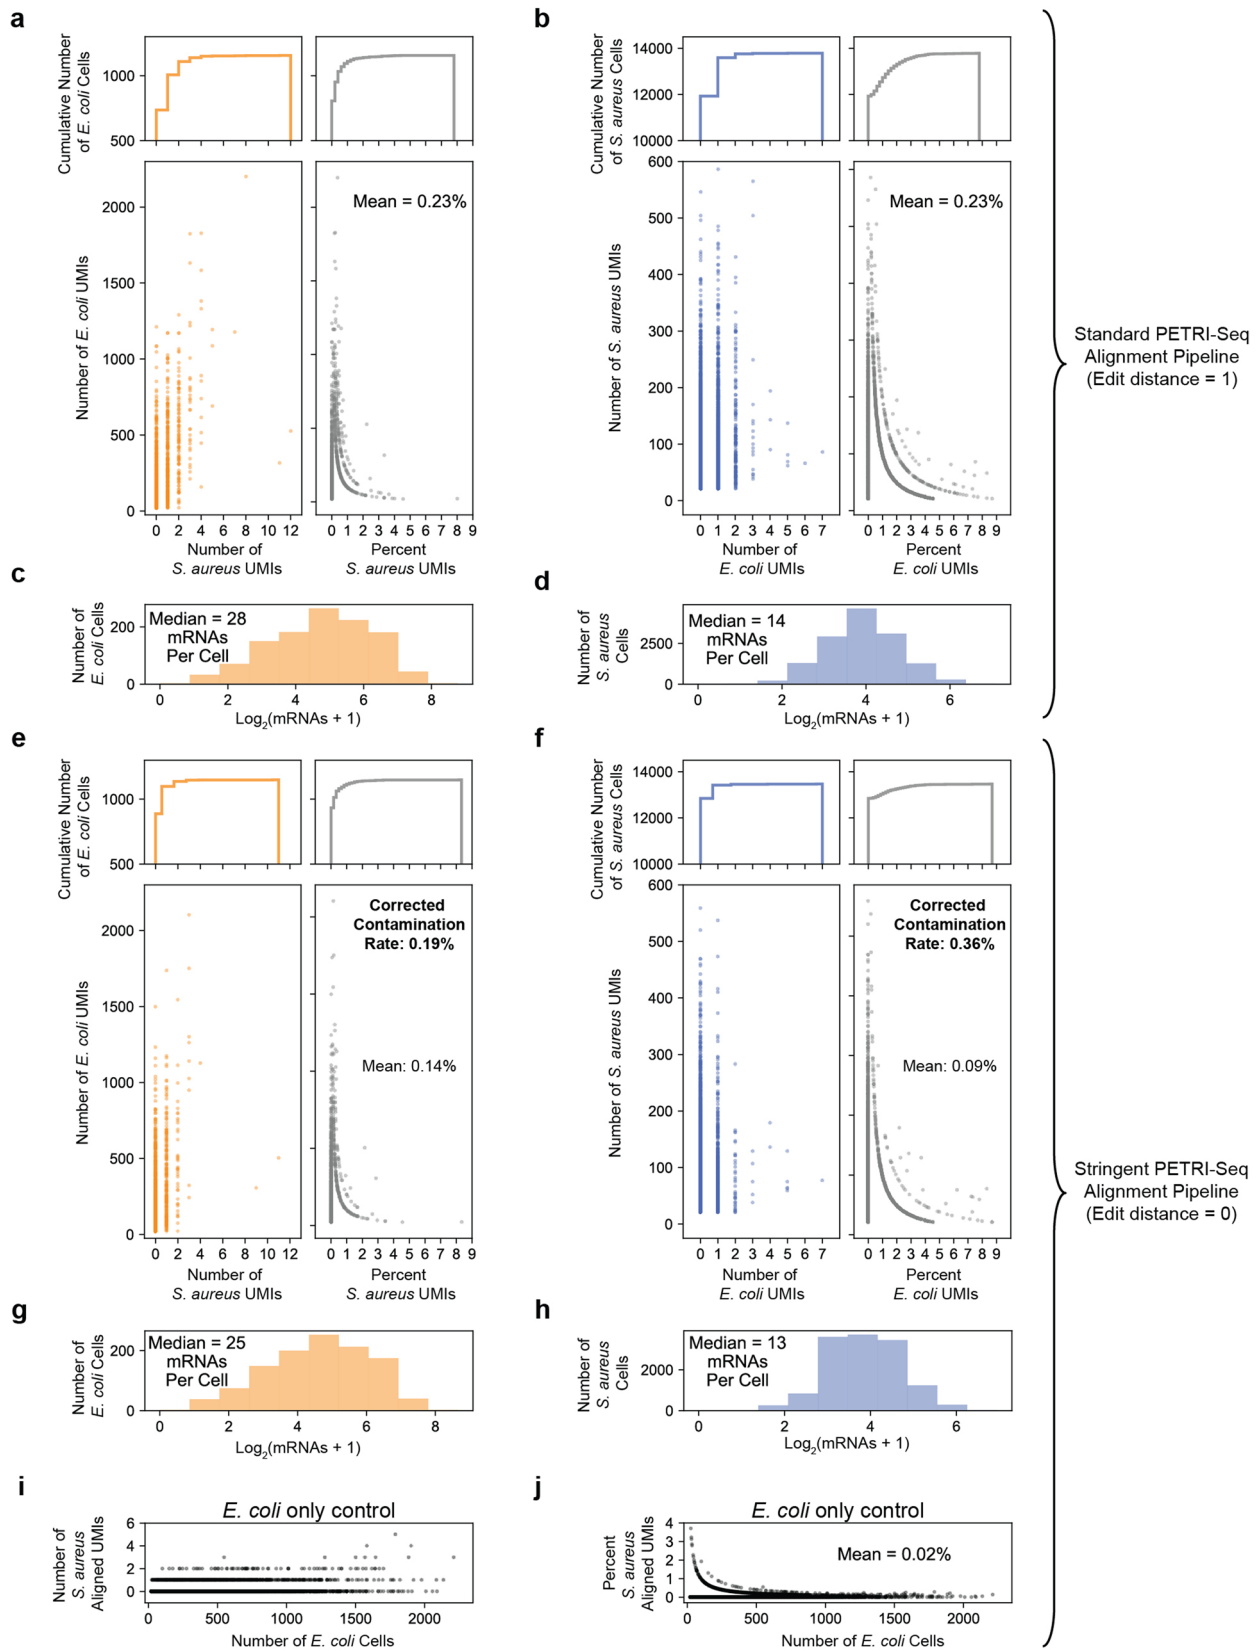 a
Cumulative Number
of E. coli Cells
1000
500
Number of E. coli UMIs
2000
1500
1000
500
0
Mean = 0.23%
0 2 4 6 8 10 12
Number of
S. aureus UMIs
0 1 2 3 4 5 6 7 8 9
Percent
S. aureus UMIs
b
Cumulative Number
of S. aureus Cells
14000
12000
10000
Number of S. aureus UMIs
600
500
400
300
200
100
0
Mean = 0.23%
0 1 2 3 4 5 6 7
Number of
E. coli UMIs
0 1 2 3 4 5 6 7 8 9
Percent
E. coli UMIs
c
Number of
E. coli Cells
200
0
Median = 28
mRNAs
Per Cell
0 2 4 6 8
Log2(mRNAs + 1)
d
Number of
S. aureus
Cells
2500
0
Median = 14
mRNAs
Per Cell
0 2 4 6
Log2(mRNAs + 1)
Standard PETRI-Seq
Alignment Pipeline
(Edit distance = 1)
e
Cumulative Number
of E. coli Cells
1000
500
Number of E. coli UMIs
2000
1500
1000
500
0
Corrected
Contamination
Rate: 0.19%
Mean: 0.14%
0 2 4 6 8 10 12
Number of
S. aureus UMIs
0 1 2 3 4 5 6 7 8 9
Percent
S. aureus UMIs
f
Cumulative Number
of S. aureus Cells
14000
12000
10000
Number of S. aureus UMIs
600
500
400
300
200
100
0
Corrected
Contamination
Rate: 0.36%
Mean: 0.09%
0 1 2 3 4 5 6 7
Number of
E. coli UMIs
0 1 2 3 4 5 6 7 8 9
Percent
E. coli UMIs
g
Number of
E. coli Cells
200
0
Median = 25
mRNAs
Per Cell
0 2 4 6 8
Log2(mRNAs + 1)
h
Number of
S. aureus
Cells
2000
0
Median = 13
mRNAs
Per Cell
0 2 4 6
Log2(mRNAs + 1)
Stringent PETRI-Seq
Alignment Pipeline
(Edit distance = 0)
i
E. coli only control
Number of
S. aureus
Aligned UMIs
6
4
2
0
0 500 1000 1500 2000
Number of E. coli Cells
j
E. coli only control
Percent
S. aureus
Aligned UMIs
4
3
2
1
0
Mean = 0.02%
0 500 1000 1500 2000
Number of E. coli Cells